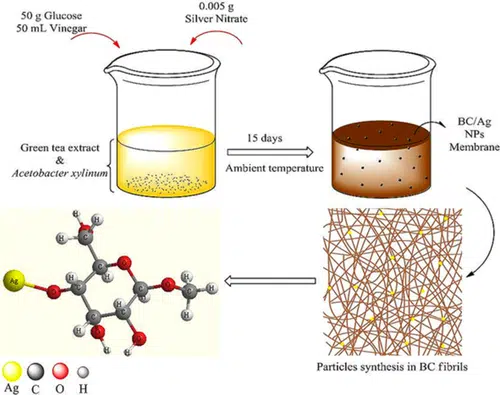 50 g Glucose
50 mL Vinegar
0.005 g
Silver Nitrate
Green tea extract
&
Acetobacter xylinum
15 days
Ambient temperature
BC/Ag
NPs
Membrane
Particles synthesis in BC fibrils
Ag
Ag C O H